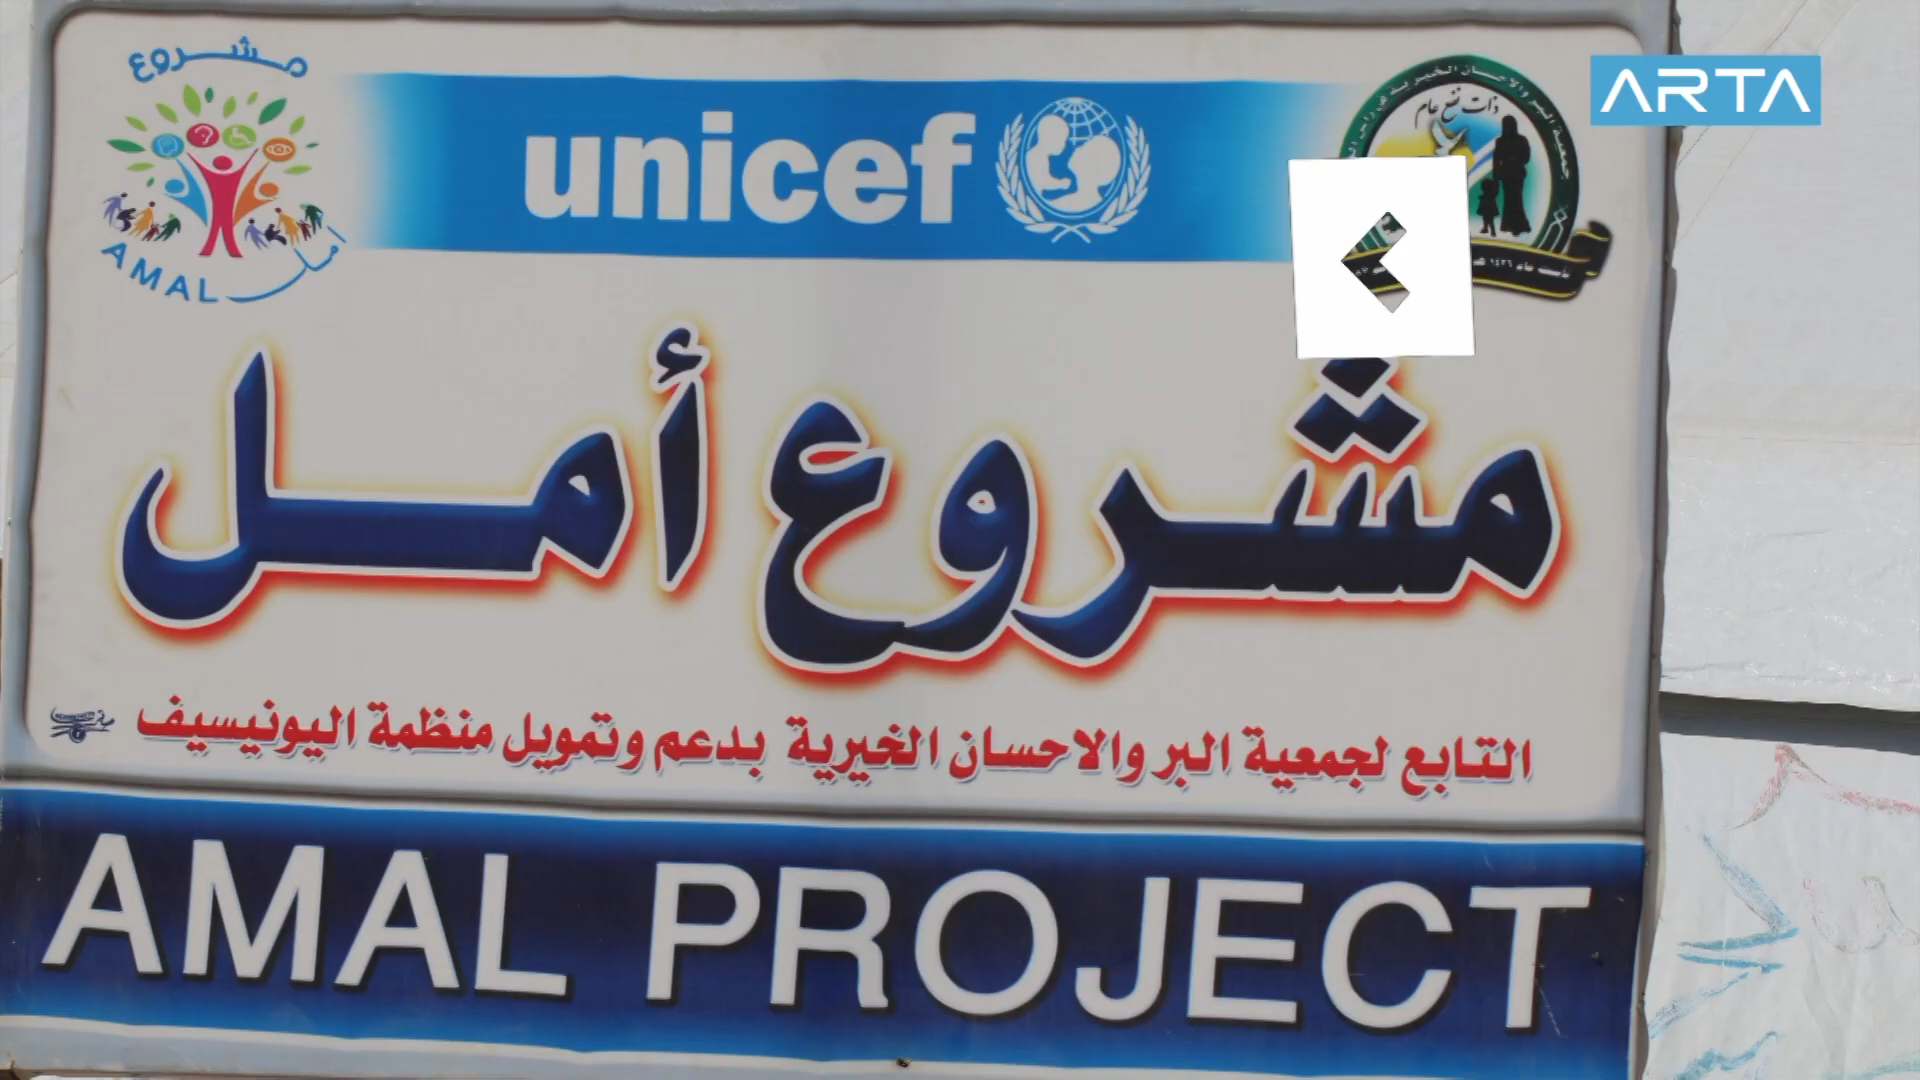 مشروع
AMAL أمل
unicef
ذات نفع عام
ARTA
مشروع أمل
التابع لجمعية البر والاحسان الخيرية بدعم وتمويل منظمة اليونيسيف
AMAL PROJECT